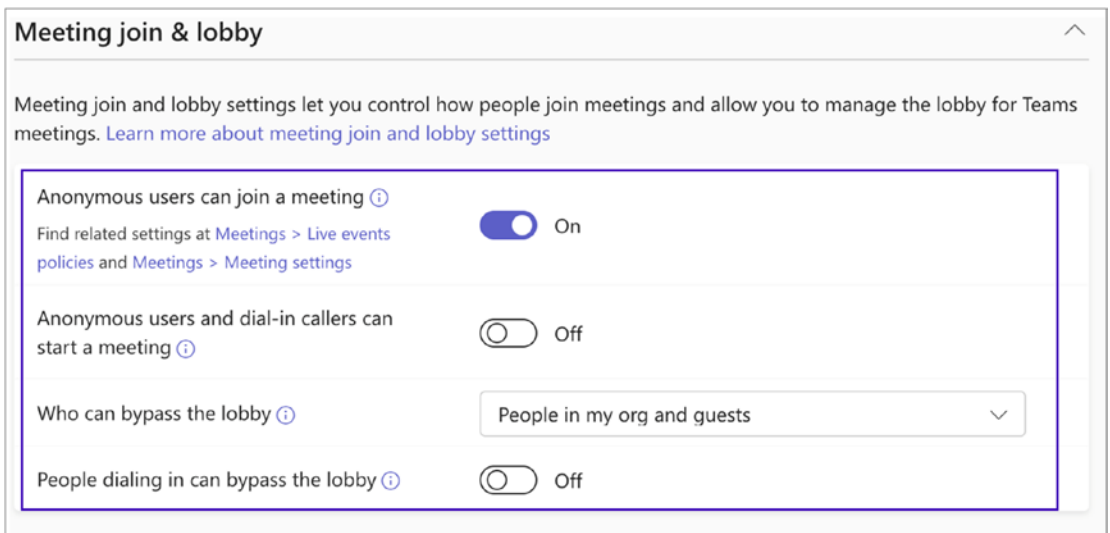 Meeting join & lobby
Meeting join and lobby settings let you control how people join meetings and allow you to manage the lobby for Teams
meetings. Learn more about meeting join and lobby settings
Anonymous users can join a meeting
Find related settings at Meetings > Live events
policies and Meetings > Meeting settings
On
Anonymous users and dial-in callers can
start a meeting
Off
Who can bypass the lobby
People in my org and guests
People dialing in can bypass the lobby
Off